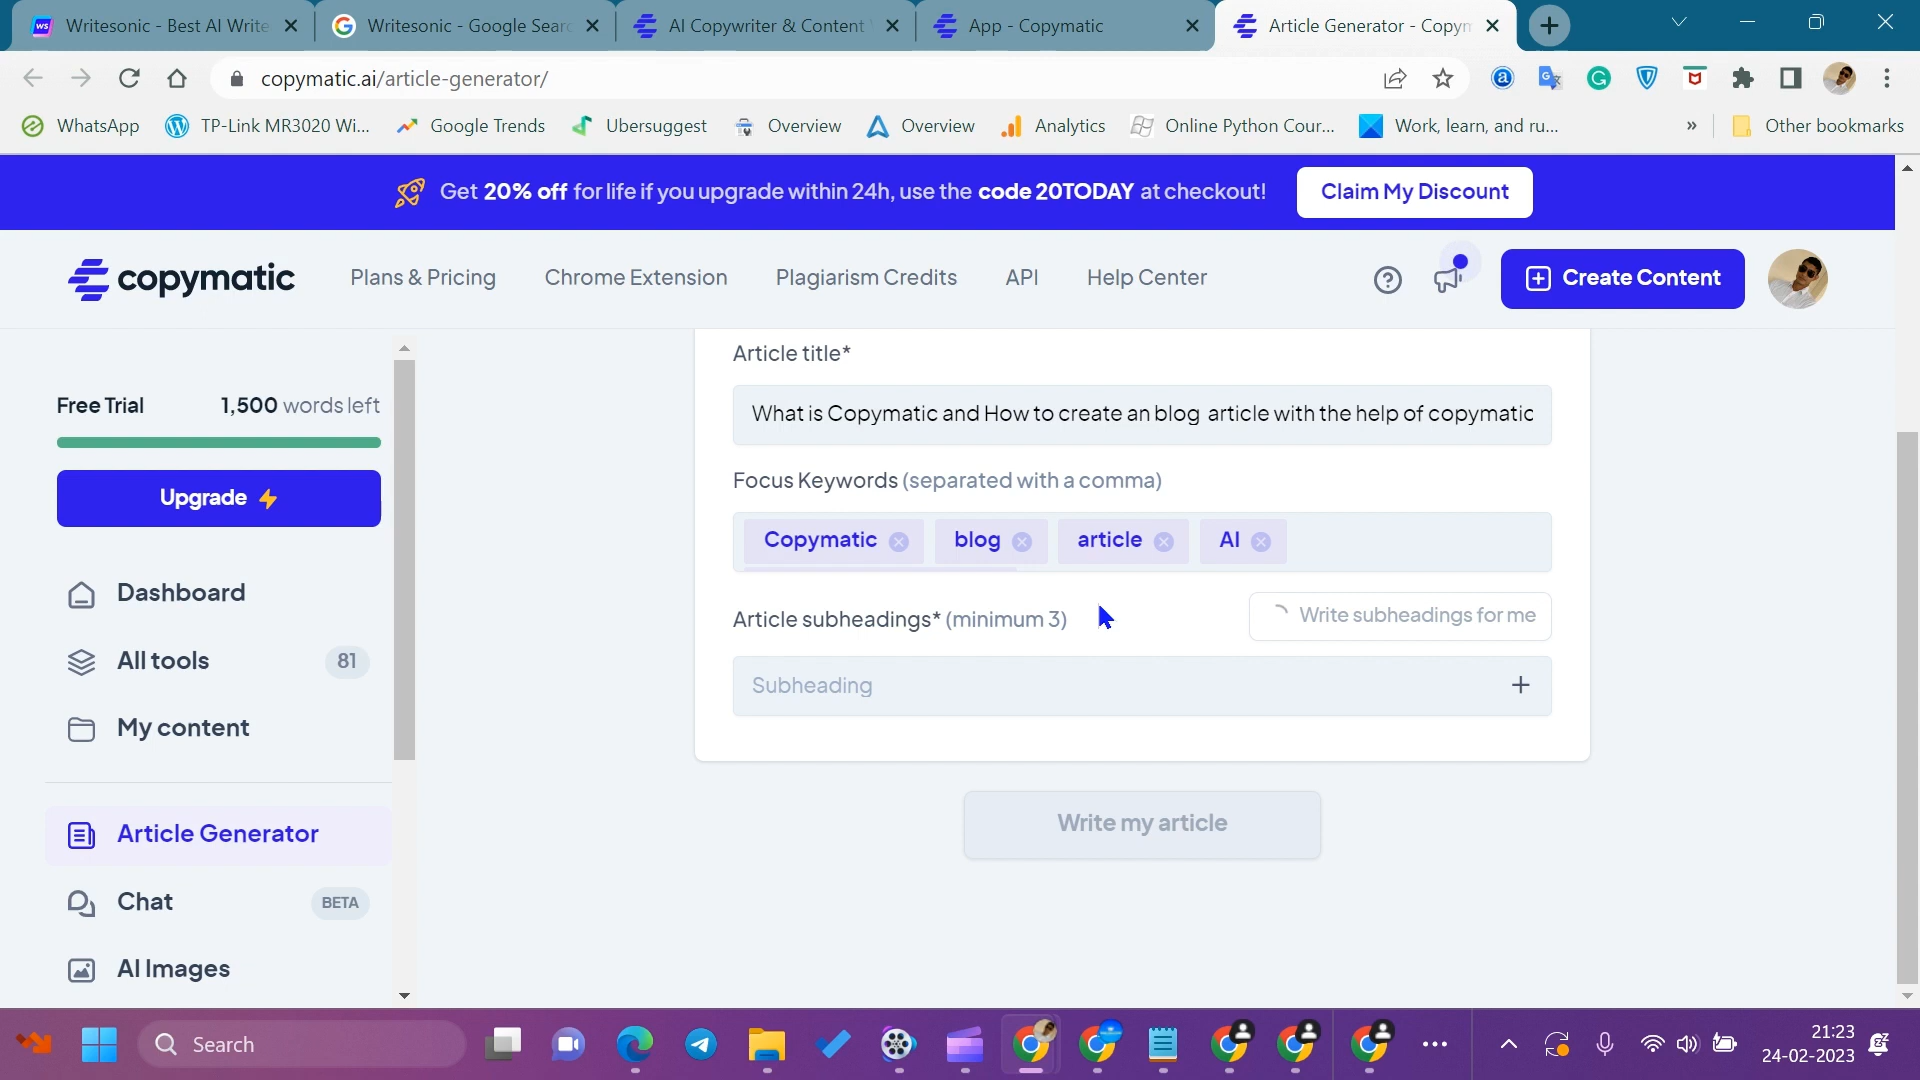 Writesonic - Best AI Write
Writesonic - Google Searc
AI Copywriter & Content
App - Copymatic
Article Generator - Copym
copymatic.ai/article-generator/
WhatsApp
TP-Link MR3020 Wi...
Google Trends
Ubersuggest
Overview
Overview
Analytics
Online Python Cour...
Work, learn, and ru...
»
Other bookmarks
Get 20% off for life if you upgrade within 24h, use the code 20TODAY at checkout!
Claim My Discount
copymatic
Plans & Pricing
Chrome Extension
Plagiarism Credits
API
Help Center
Create Content
Free Trial
1,500 words left
Upgrade
Dashboard
All tools
81
My content
Article Generator
Chat
BETA
AI Images
Article title*
What is Copymatic and How to create an blog article with the help of copymatic
Focus Keywords (separated with a comma)
Copymatic
blog
article
AI
Article subheadings* (minimum 3)
Write subheadings for me
Subheading
Write my article
Search
21:23
24-02-2023